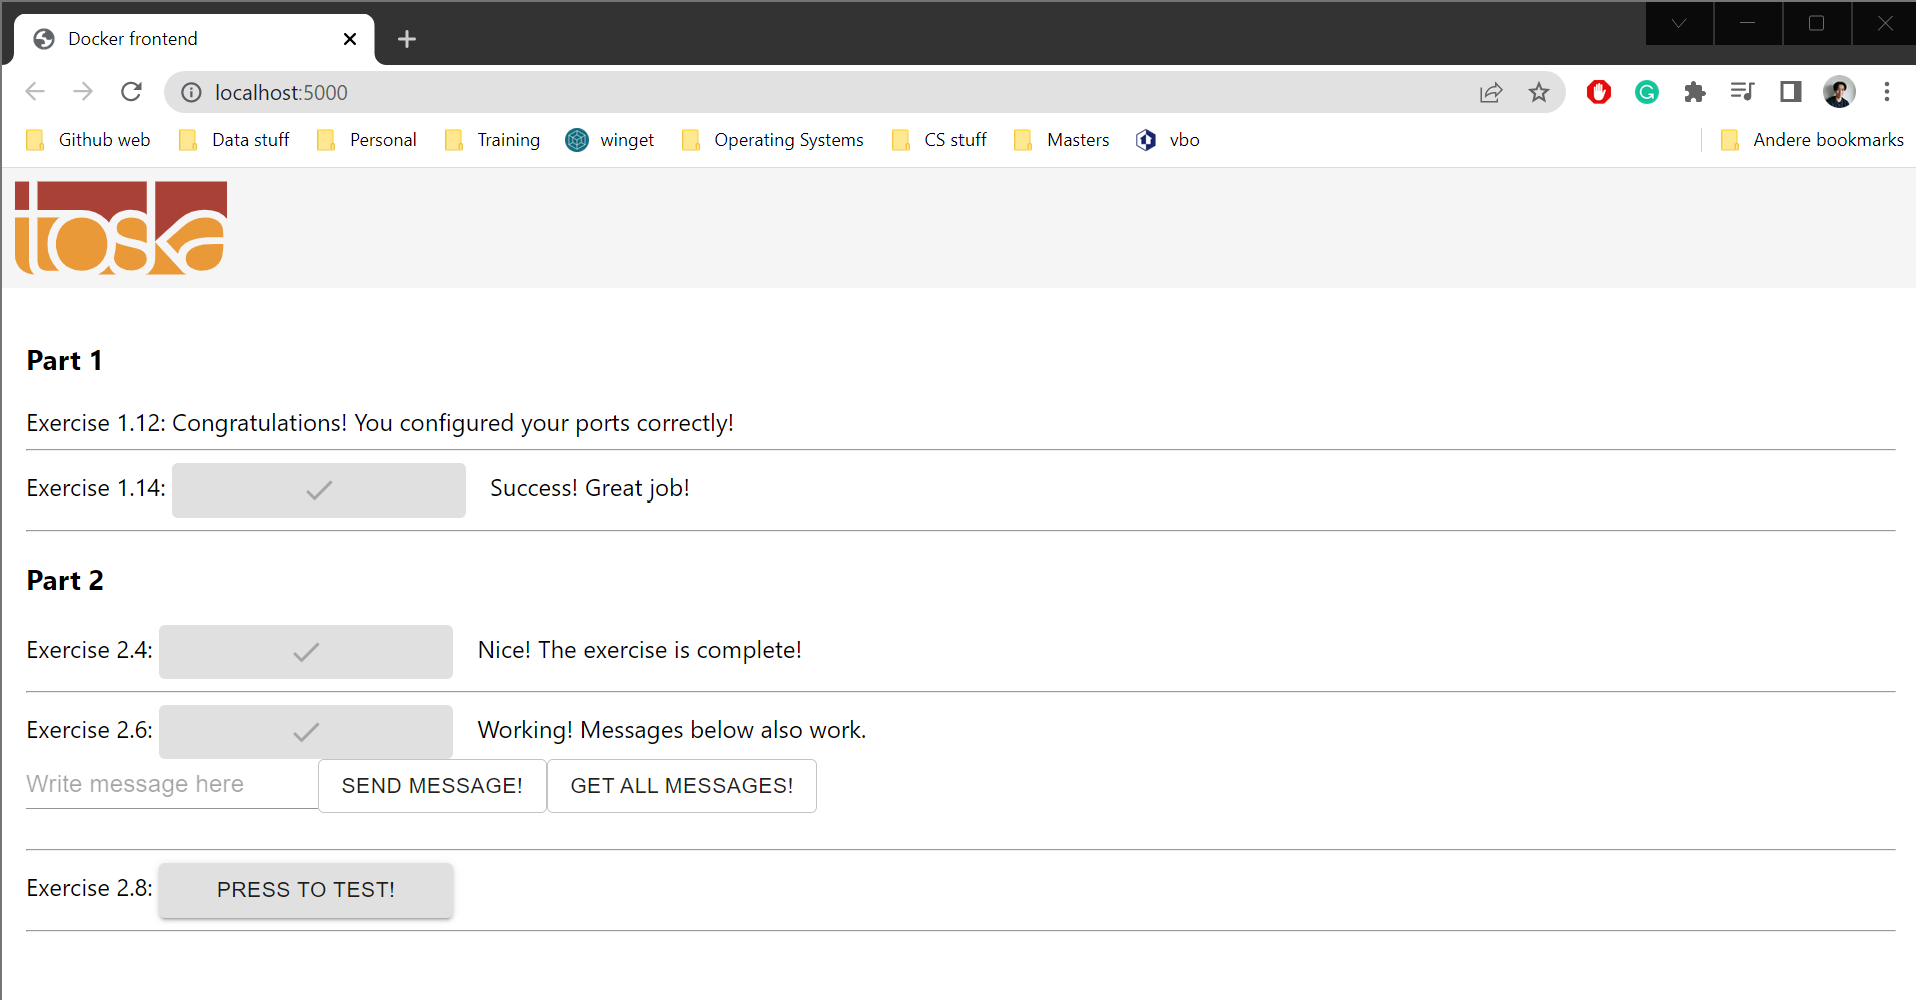 Docker frontend
localhost:5000
Github web Data stuff Personal Training winget Operating Systems CS stuff Masters vbo Andere bookmarks
toska
Part 1
Exercise 1.12: Congratulations! You configured your ports correctly!
Exercise 1.14: Success! Great job!
Part 2
Exercise 2.4: Nice! The exercise is complete!
Exercise 2.6: Working! Messages below also work.
Write message here SEND MESSAGE! GET ALL MESSAGES!
Exercise 2.8: PRESS TO TEST!